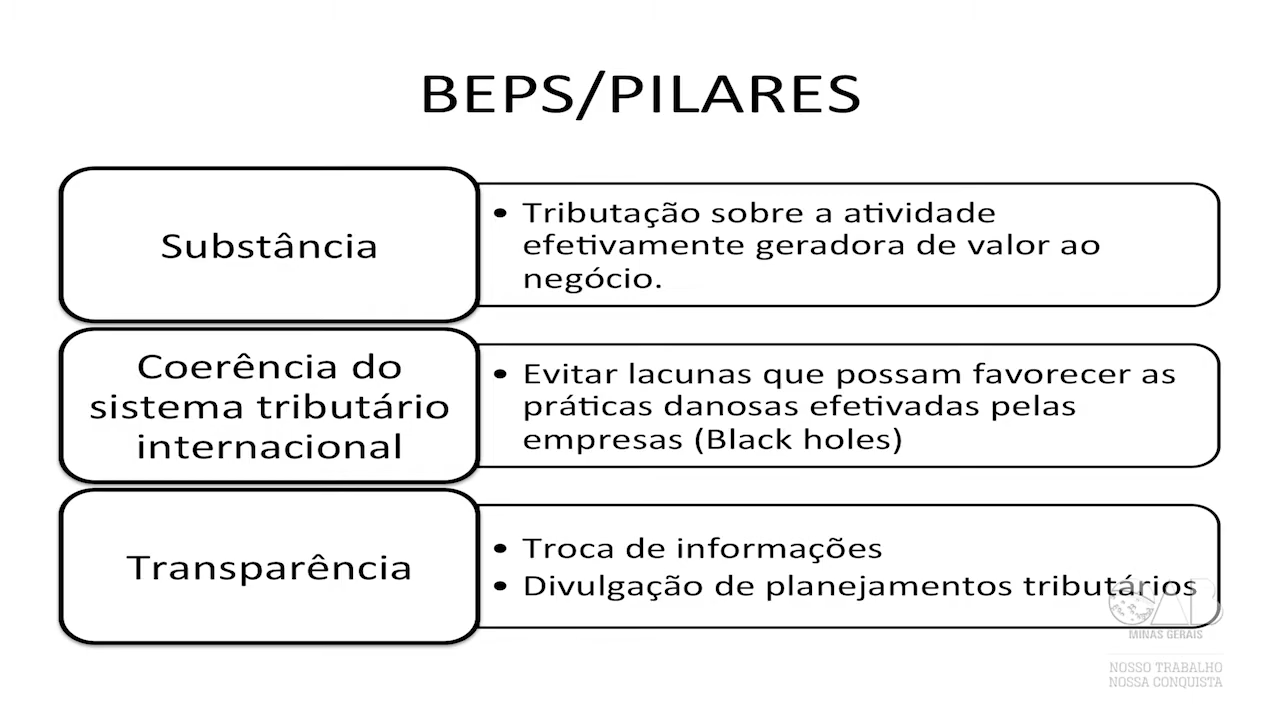 BEPS/PILARES
Substância
• Tributação sobre a atividade
efetivamente geradora de valor ao
negócio.
Coerência do
sistema tributário
internacional
• Evitar lacunas que possam favorecer as
práticas danosas efetivadas pelas
empresas (Black holes)
Transparência
• Troca de informações
• Divulgação de planejamentos tributários
OAB
MINAS GERAIS
NOSSO TRABALHO
NOSSA CONQUISTA